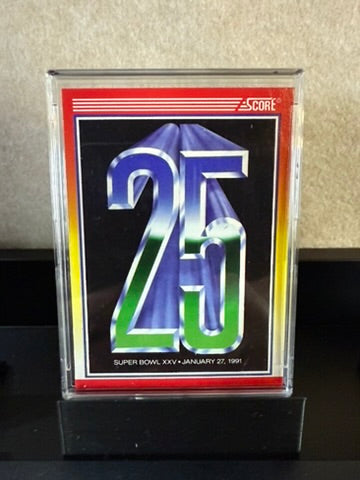 SCORE®
25
SUPER BOWL XXV • JANUARY 27, 1991